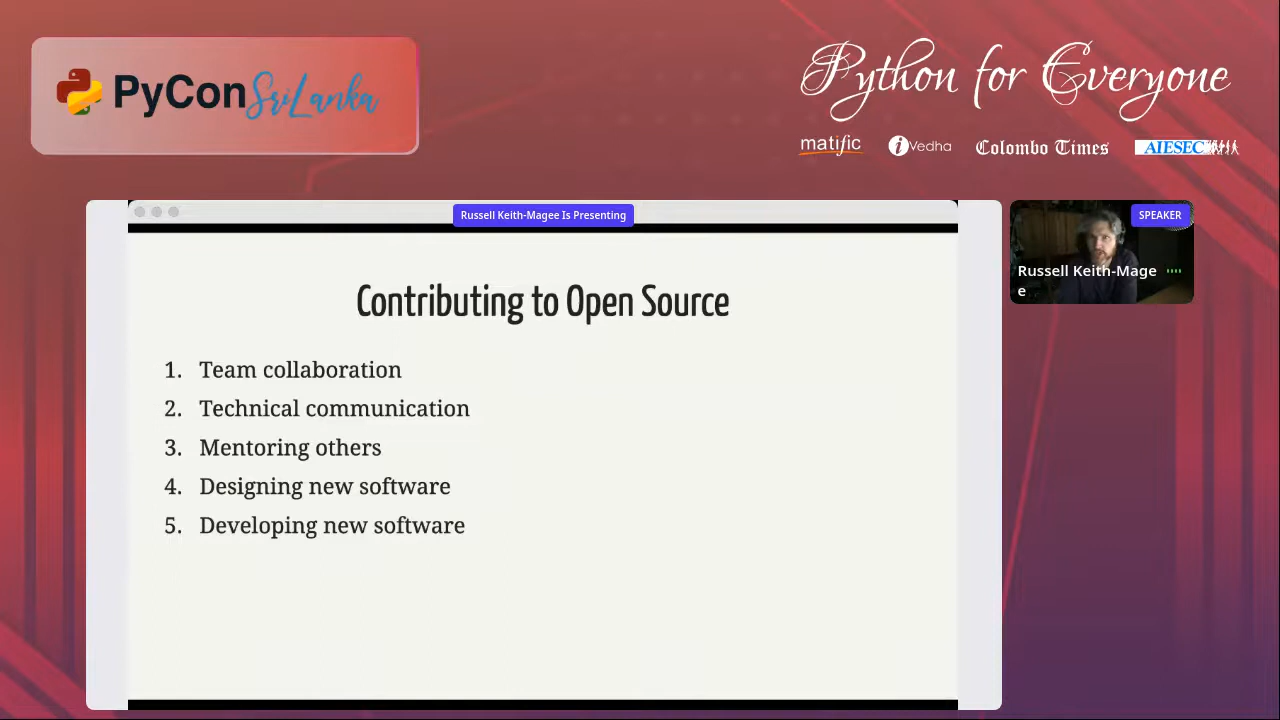 PyCon SriLanka
Python for Everyone
matific
iVedha
Colombo Times
AIESEC
Russell Keith-Magee Is Presenting
SPEAKER
Russell Keith-Mage
e
Contributing to Open Source
1. Team collaboration
2. Technical communication
3. Mentoring others
4. Designing new software
5. Developing new software